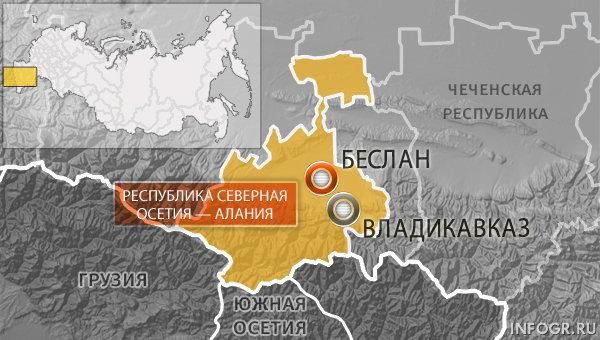 ЧЕЧЕНСКАЯ
РЕСПУБЛИКА
БЕСЛАН
РЕСПУБЛИКА СЕВЕРНАЯ
ОСЕТИЯ — АЛАНИЯ
ВЛАДИКАВКАЗ
ГРУЗИЯ
ЮЖНАЯ
ОСЕТИЯ
INFOGR.RU